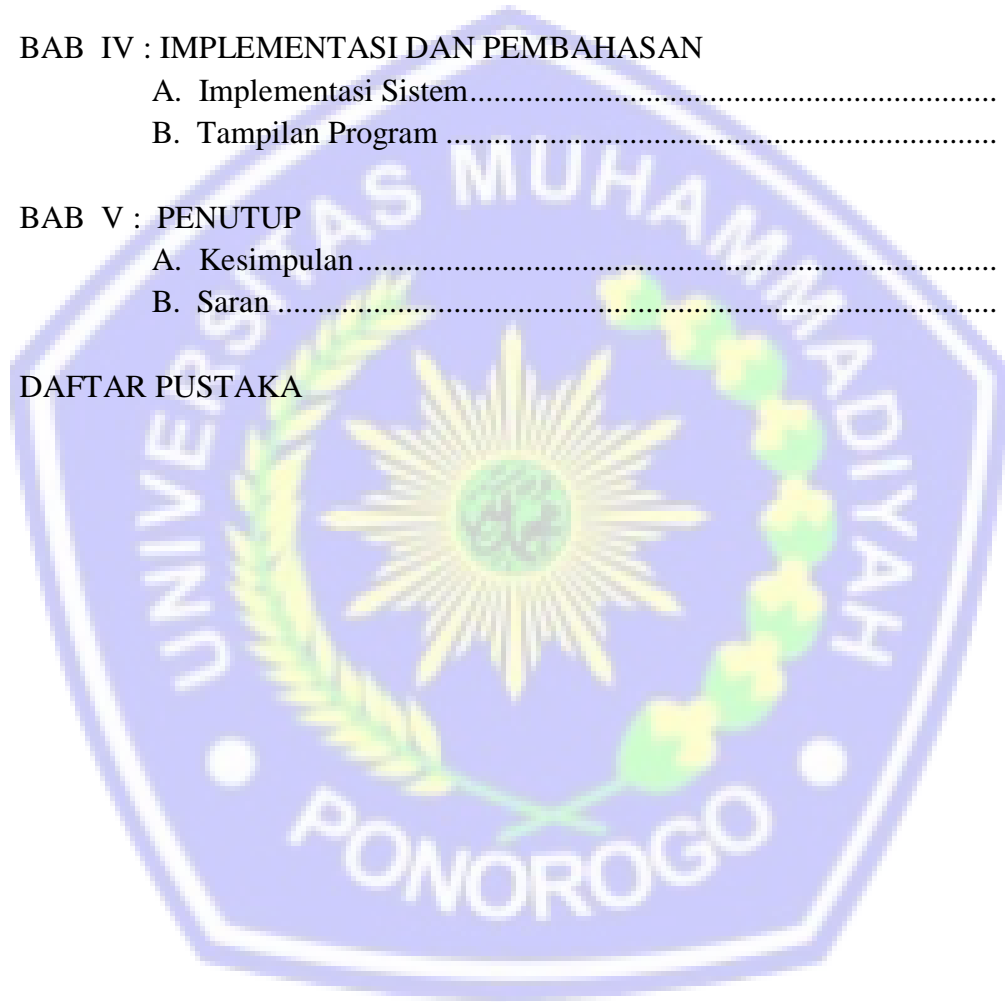 BAB IV : IMPLEMENTASI DAN PEMBAHASAN
A. Implementasi Sistem.................................................................
B. Tampilan Program ....................................................................
BAB V : PENUTUP
A. Kesimpulan...............................................................................
B. Saran .........................................................................................
DAFTAR PUSTAKA
UNIVERSITAS MUHAMMADIYAH
PONOROGO